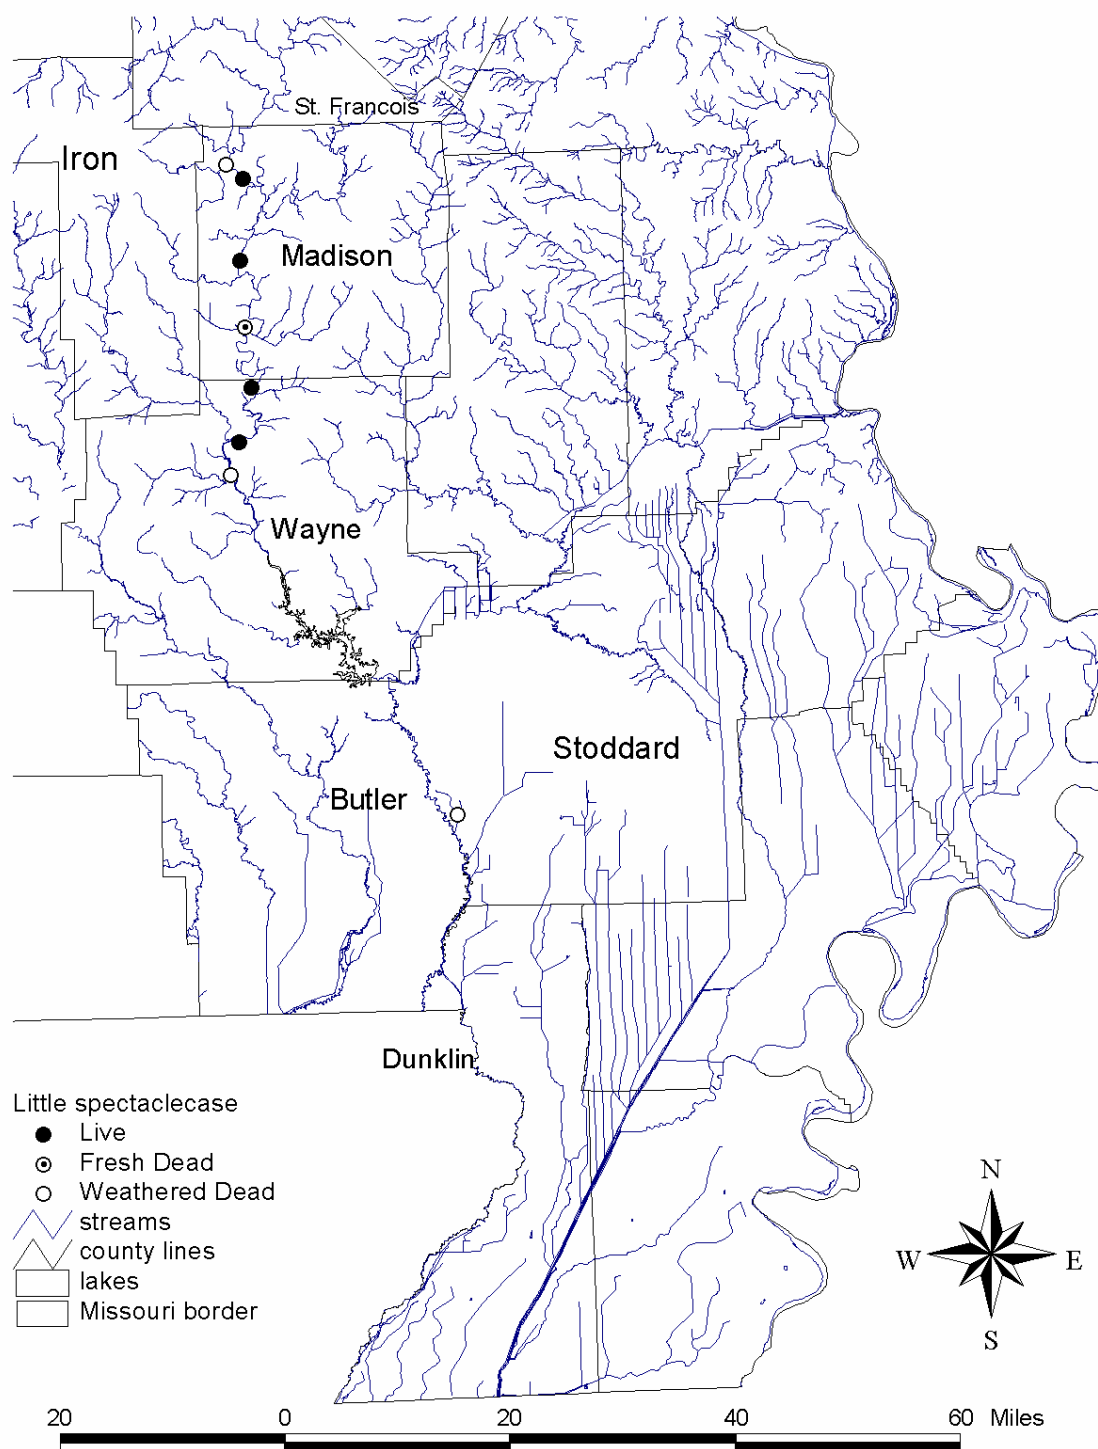 St. Francois
Iron
Madison
Wayne
Stoddard
Butler
Dunklin
Little spectaclecase
Live
Fresh Dead
Weathered Dead
streams
county lines
lakes
Missouri border
N
W E
S
20 0 20 40 60 Miles